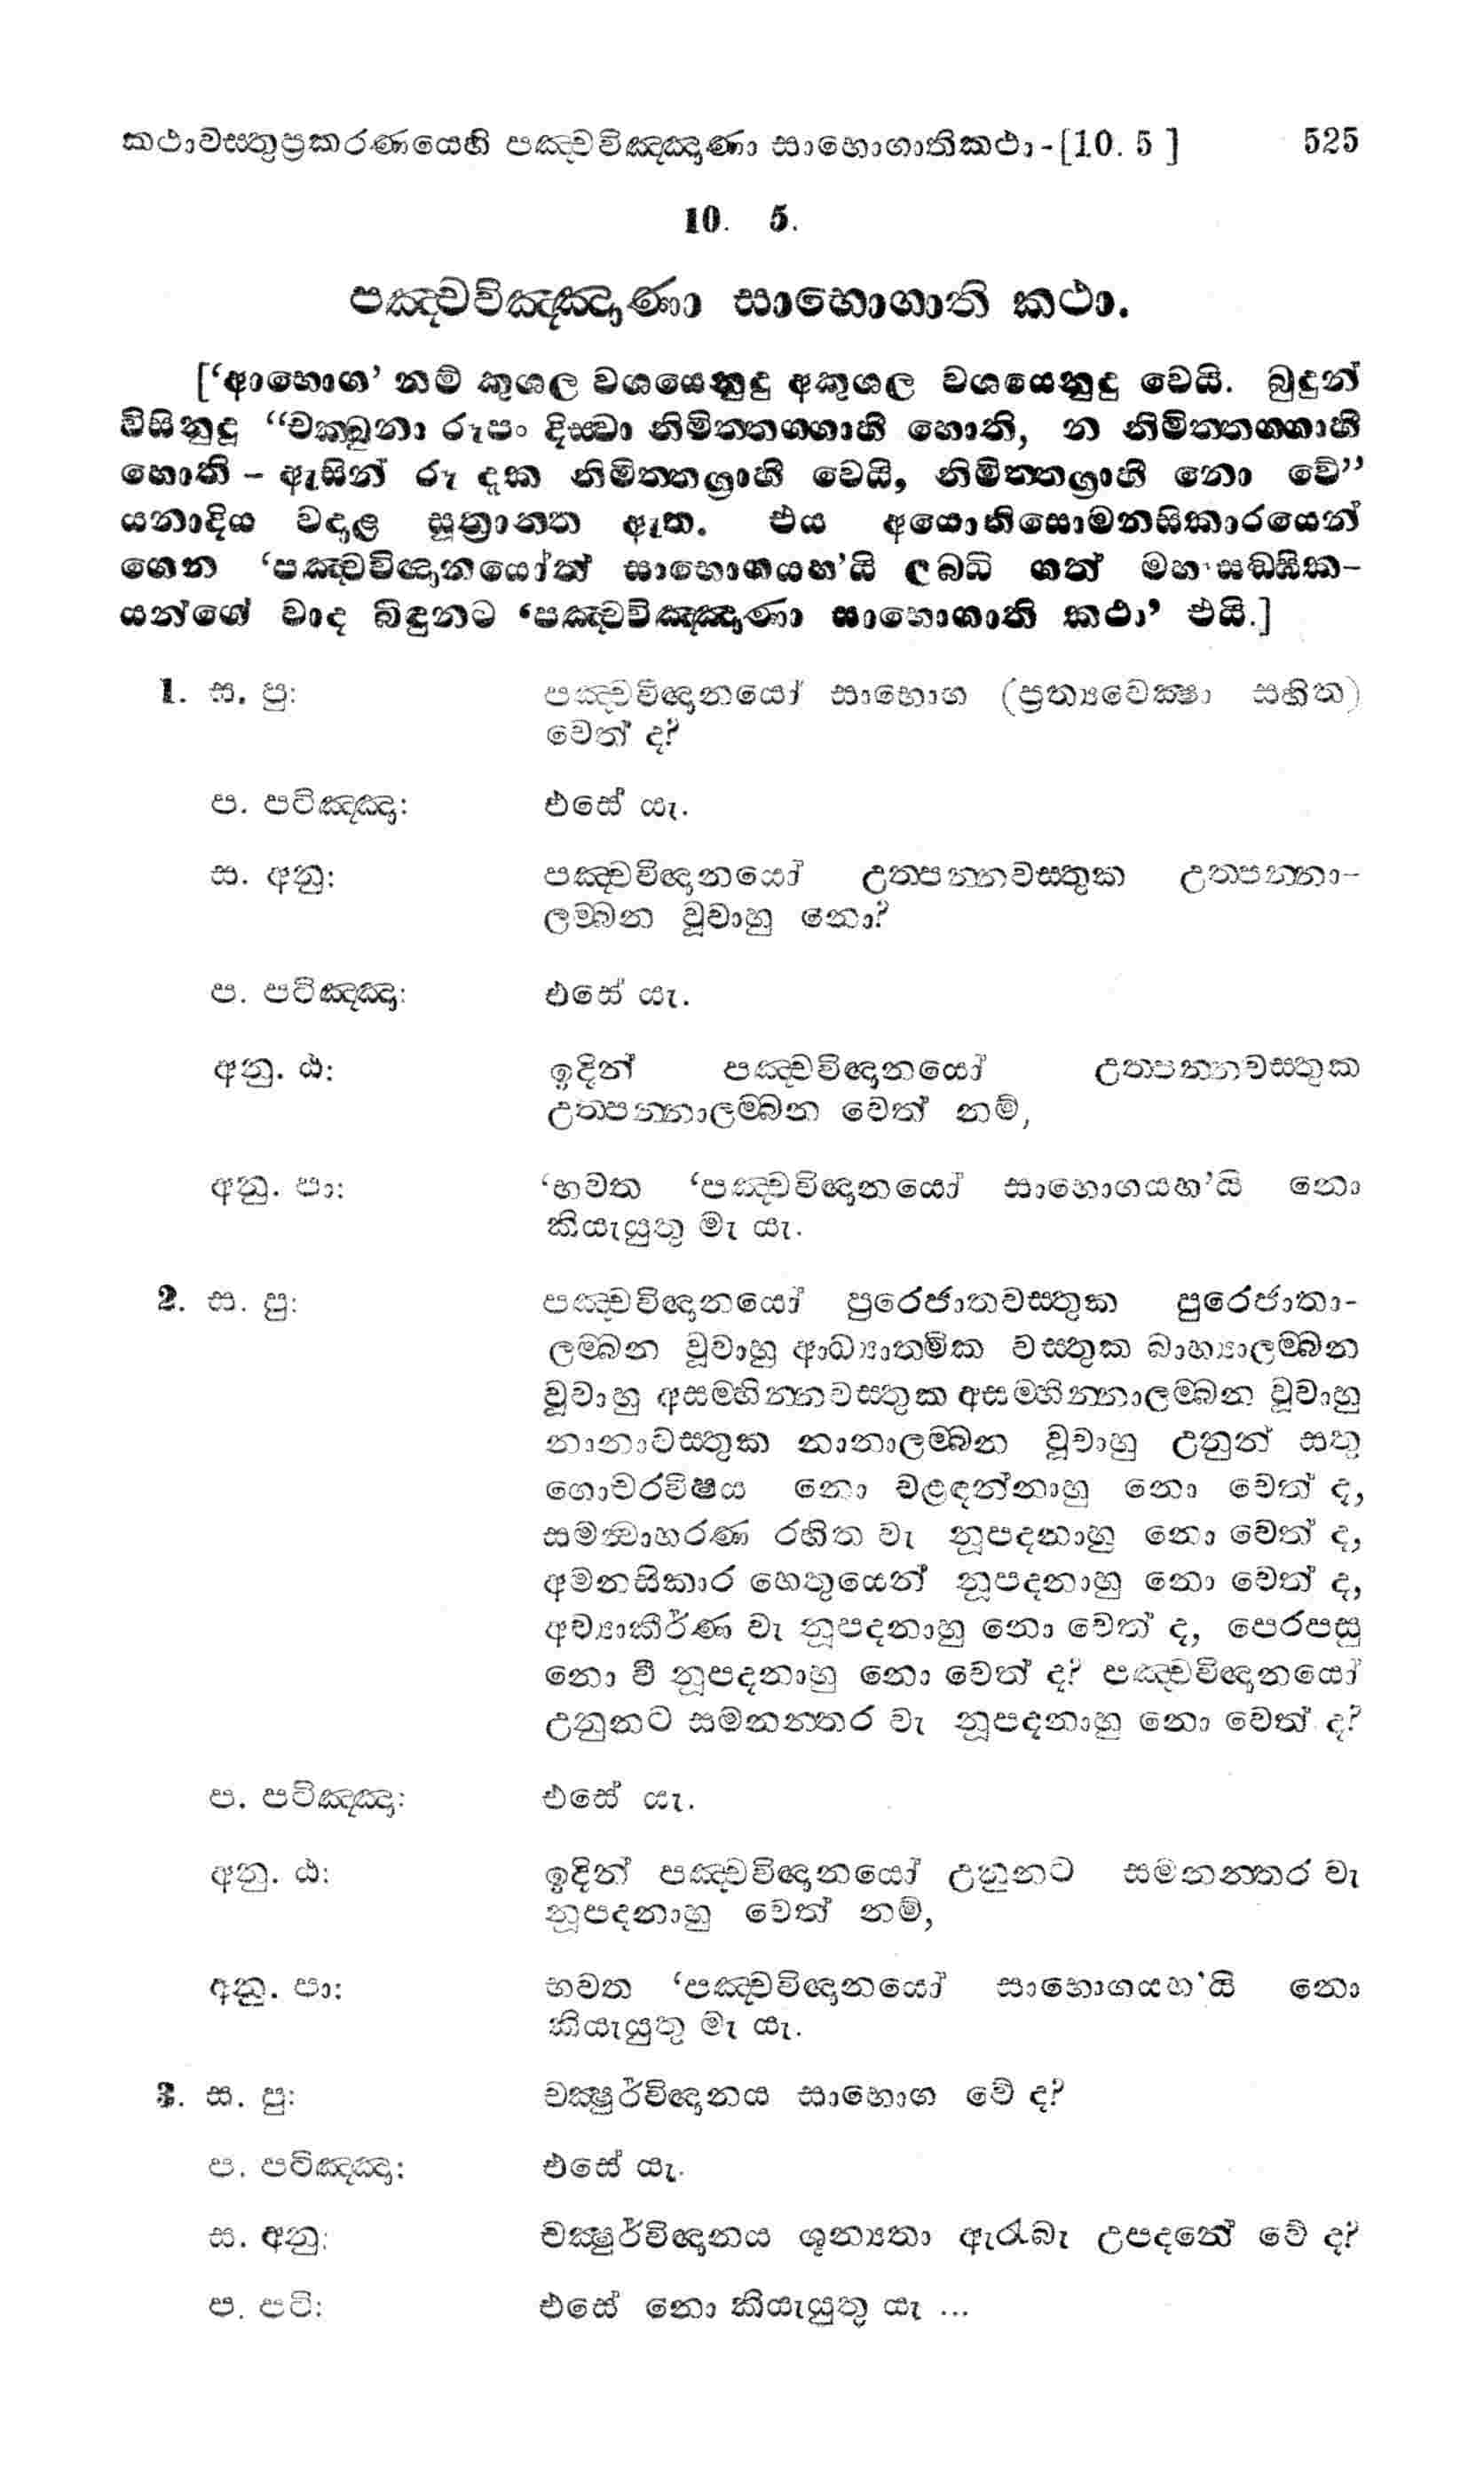 කථාවස්තුප්‍රකරණයෙහි පඤ්චවිඤ්ඤාණා සාභොගාතිකථා-[10. 5 ] 525
10. 5.
පඤ්චවිඤ්ඤාණා සාභොගාති කථා.
[‘ආභොග’ නම් කුශල වශයෙනුදු අකුශල වශයෙනුදු වෙයි. බුදුන්
විසිනුදු “චක්ඛුනා රූපං දිස්වා නිමිත්තග්ගාහී හොති, න නිමිත්තග්ගාහී
හොති – ඇසින් රූ දැක නිමිත්තග්‍රාහී වෙයි, නිමිත්තග්‍රාහී නො වේ”
යනාදිය වදාළ සූත්‍රාන්ත ඇත. එය අයොනිසොමනසිකාරයෙන්
ගෙන ‘පඤ්චවිඥානයෝත් සාභොගයහ’යි ලබ්ධි ගත් මහාසඞ්ඝික-
යන්ගේ වාද බිඳුනට ‘පඤ්චවිඤ්ඤාණා සාභොගාති කථා’ එයි.]
1. ස. පු: පඤ්චවිඥානයෝ සාභොග (ප්‍රත්‍යවෙක්ෂා සහිත)
වෙත් ද?
ප. පටිඤ්ඤා: එසේ යැ.
ස. අනු: පඤ්චවිඥානයෝ උත්පන්නවස්තුක උත්පන්නා-
ලම්බන වූවාහු නො?
ප. පටිඤ්ඤා: එසේ යැ.
අනු. ඨ: ඉදින් පඤ්චවිඥානයෝ උත්පන්නවස්තුක
උත්පන්නාලම්බන වෙත් නම්,
අනු. පා: ‘භවත ‘පඤ්චවිඥානයෝ සාභොගයහ’යි නො
කියැයුතු මැ යැ.
2. ස. පු: පඤ්චවිඥානයෝ පුරෙජාතවස්තුක පුරෙජාතා-
ලම්බන වූවාහු ආධ්‍යාත්මික වස්තුක බාහ්‍යාලම්බන
වූවාහු අසම්භින්නවස්තුක අසම්භින්නාලම්බන වූවාහු
නානාවස්තුක නානාලම්බන වූවාහු උනුන් සතු
ගොචරවිෂය නො වළඳන්නාහු නො වෙත් ද,
සමන්වාහරණ රහිත වැ නූපදනාහු නො වෙත් ද,
අමනසිකාර හෙතුයෙන් නූපදනාහු නො වෙත් ද,
අව්‍යාකීර්ණ වැ නූපදනාහු නො වෙත් ද, පෙරපසු
නො වී නූපදනාහු නො වෙත් ද? පඤ්චවිඥානයෝ
උනුනට සමනන්තර වැ නූපදනාහු නො වෙත් ද?
ප. පටිඤ්ඤා: එසේ යැ.
අනු. ඨ: ඉදින් පඤ්චවිඥානයෝ උනුනට සමනන්තර වැ
නූපදනාහු වෙත් නම්,
අනු. පා: භවත ‘පඤ්චවිඥානයෝ සාභොගයහ’යි නො
කියැයුතු මැ යැ.
3. ස. පු: චක්ෂුර්විඥානය සාභොග වේ ද?
ප. පටිඤ්ඤා: එසේ යැ.
ස. අනු: චක්ෂුර්විඥානය ශූන්‍යතා ඇරැබැ උපදනේ වේ ද?
ප. පටි: එසේ නො කියැයුතු යැ ...